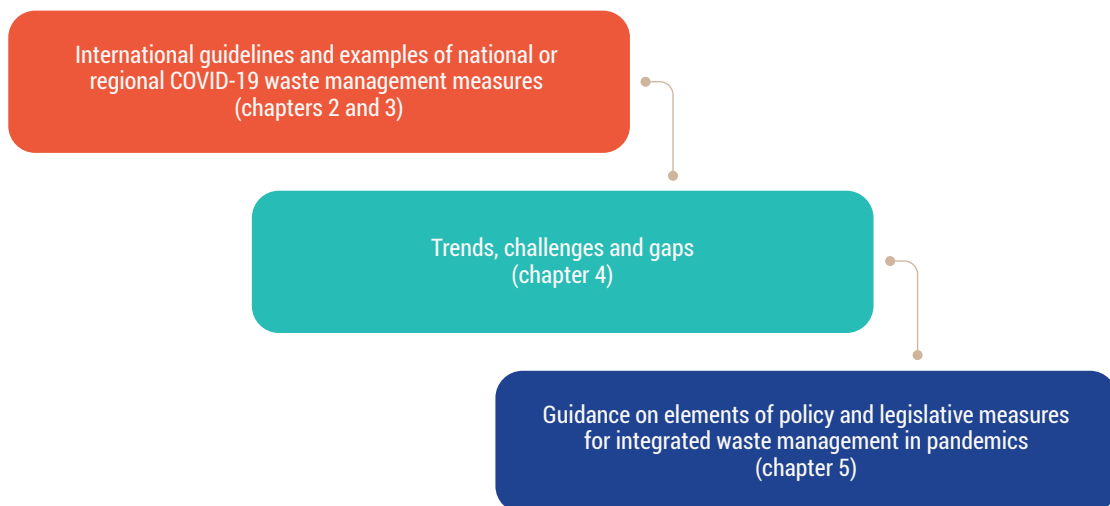 International guidelines and examples of national or
regional COVID-19 waste management measures
(chapters 2 and 3)
Trends, challenges and gaps
(chapter 4)
Guidance on elements of policy and legislative measures
for integrated waste management in pandemics
(chapter 5)